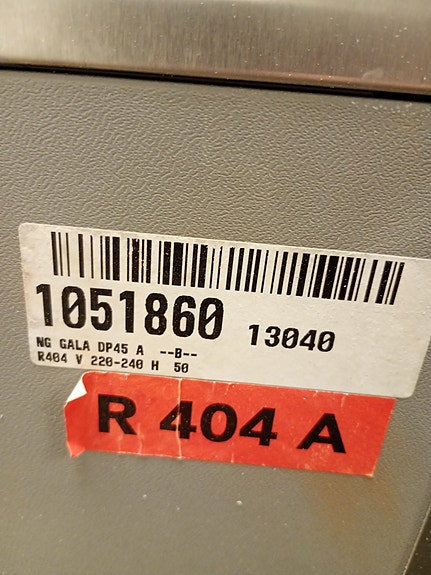 1051860 13040
NG GALA DP45 A --B--
R404 V 220-240 H 50
R 404 A